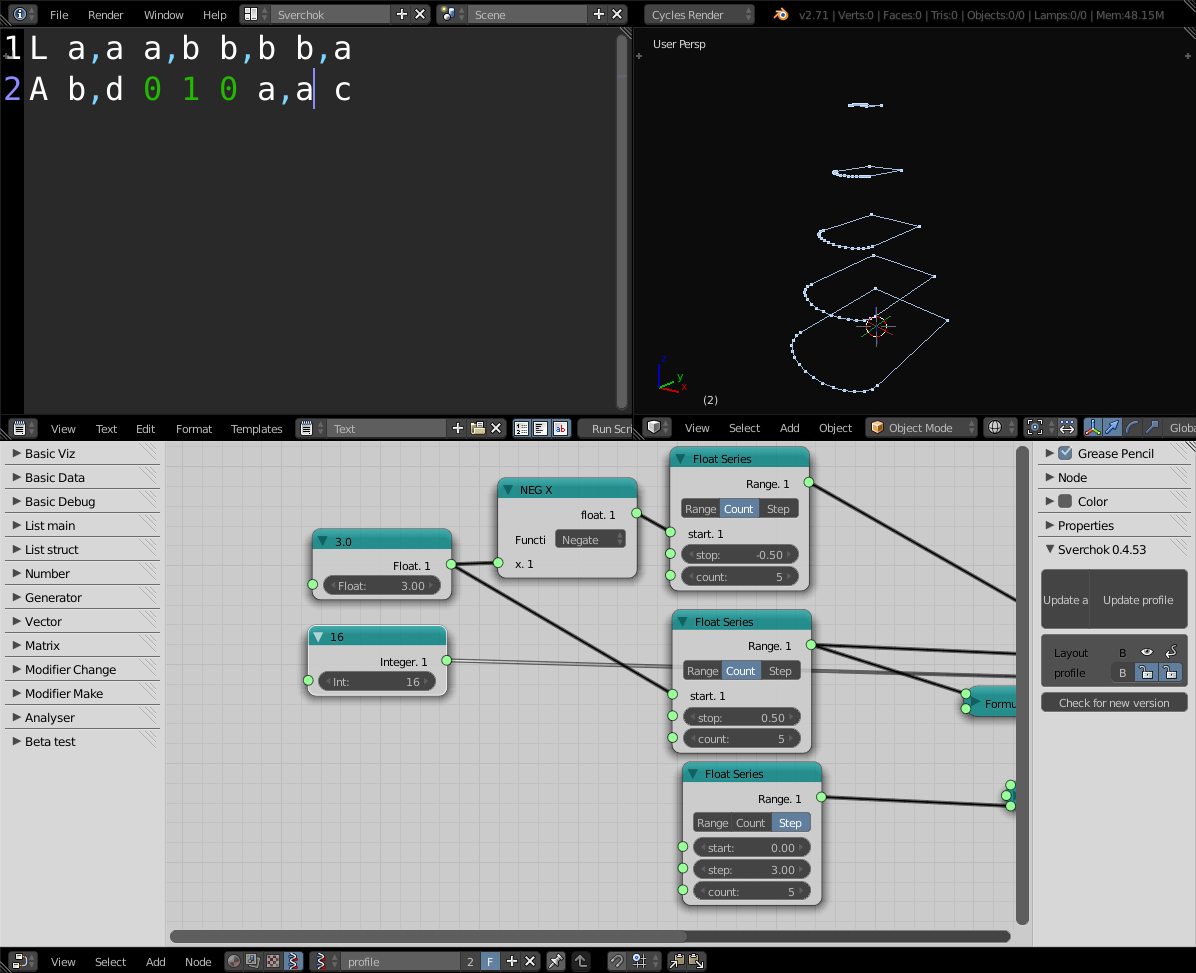 File Render Window Help Sverchok Scene Cycles Render v2.71 | Verts:0 | Faces:0 | Tris:0 | Objects:0/0 | Lamps:0/0 | Mem:48.15M
1 L a,a a,b b,b b,a
2 A b,d 0 1 0 a,a c
User Persp
z
y
x
(2)
View Text Edit Format Templates Text Run Scri
View Select Add Object Object Mode Globa
Basic Viz
Basic Data
Basic Debug
List main
List struct
Number
Generator
Vector
Matrix
Modifier Change
Modifier Make
Analyser
Beta test
3.0
Float. 1
Float: 3.00
16
Integer. 1
Int: 16
NEG X
float. 1
Functi Negate
x. 1
Float Series
Range. 1
Range Count Step
start. 1
stop: -0.50
count: 5
Float Series
Range. 1
Range Count Step
start. 1
stop: 0.50
count: 5
Float Series
Range. 1
Range Count Step
start: 0.00
step: 3.00
count: 5
Formu
Grease Pencil
Node
Color
Properties
Sverchok 0.4.53
Update a Update profile
Layout B
profile B
Check for new version
View Select Add Node profile 2 F